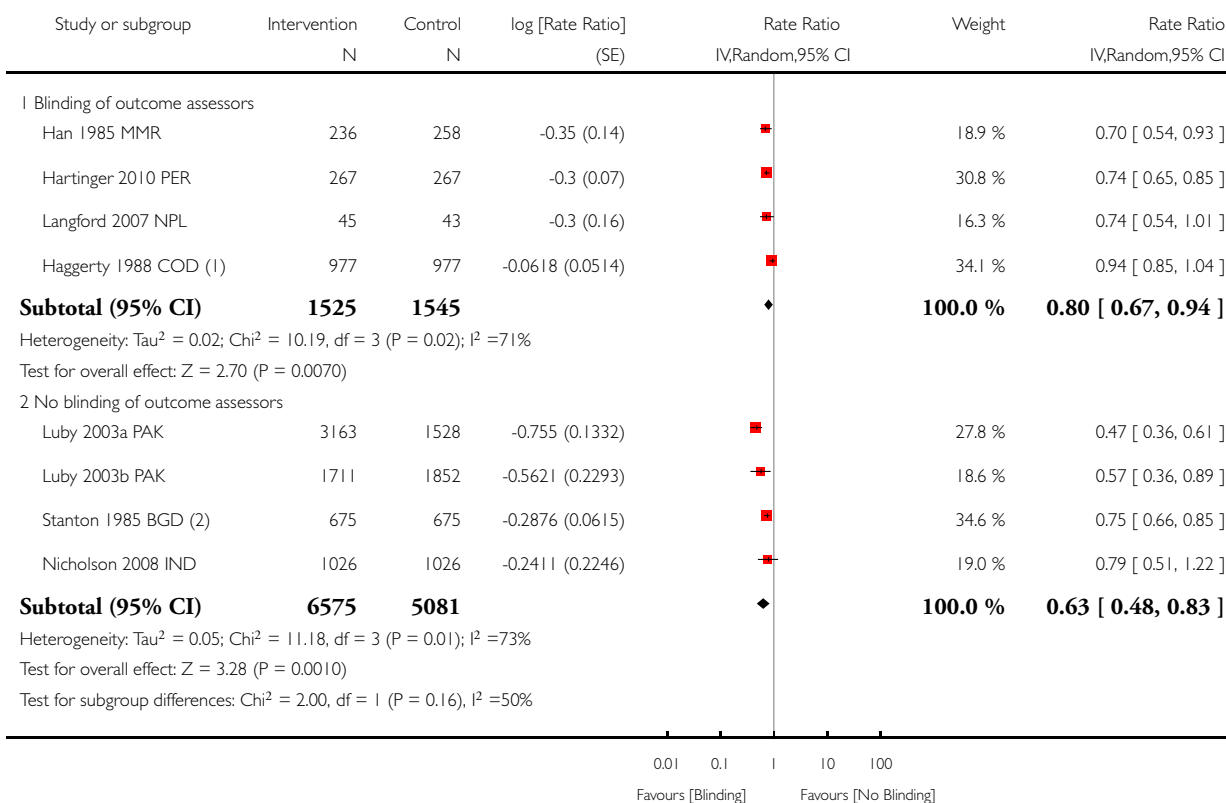 Study or subgroup Intervention Control log [Rate Ratio] Rate Ratio Weight Rate Ratio
N N (SE) IV,Random,95% CI IV,Random,95% CI
1 Blinding of outcome assessors
Han 1985 MMR 236 258 -0.35 (0.14) 18.9 % 0.70 [ 0.54, 0.93 ]
Hartinger 2010 PER 267 267 -0.3 (0.07) 30.8 % 0.74 [ 0.65, 0.85 ]
Langford 2007 NPL 45 43 -0.3 (0.16) 16.3 % 0.74 [ 0.54, 1.01 ]
Haggerty 1988 COD (1) 977 977 -0.0618 (0.0514) 34.1 % 0.94 [ 0.85, 1.04 ]
Subtotal (95% CI) 1525 1545 100.0 % 0.80 [ 0.67, 0.94 ]
Heterogeneity: Tau² = 0.02; Chi² = 10.19, df = 3 (P = 0.02); I² =71%
Test for overall effect: Z = 2.70 (P = 0.0070)
2 No blinding of outcome assessors
Luby 2003a PAK 3163 1528 -0.755 (0.1332) 27.8 % 0.47 [ 0.36, 0.61 ]
Luby 2003b PAK 1711 1852 -0.5621 (0.2293) 18.6 % 0.57 [ 0.36, 0.89 ]
Stanton 1985 BGD (2) 675 675 -0.2876 (0.0615) 34.6 % 0.75 [ 0.66, 0.85 ]
Nicholson 2008 IND 1026 1026 -0.2411 (0.2246) 19.0 % 0.79 [ 0.51, 1.22 ]
Subtotal (95% CI) 6575 5081 100.0 % 0.63 [ 0.48, 0.83 ]
Heterogeneity: Tau² = 0.05; Chi² = 11.18, df = 3 (P = 0.01); I² =73%
Test for overall effect: Z = 3.28 (P = 0.0010)
Test for subgroup differences: Chi² = 2.00, df = 1 (P = 0.16), I² =50%
0.01 0.1 1 10 100
Favours [Blinding] Favours [No Blinding]